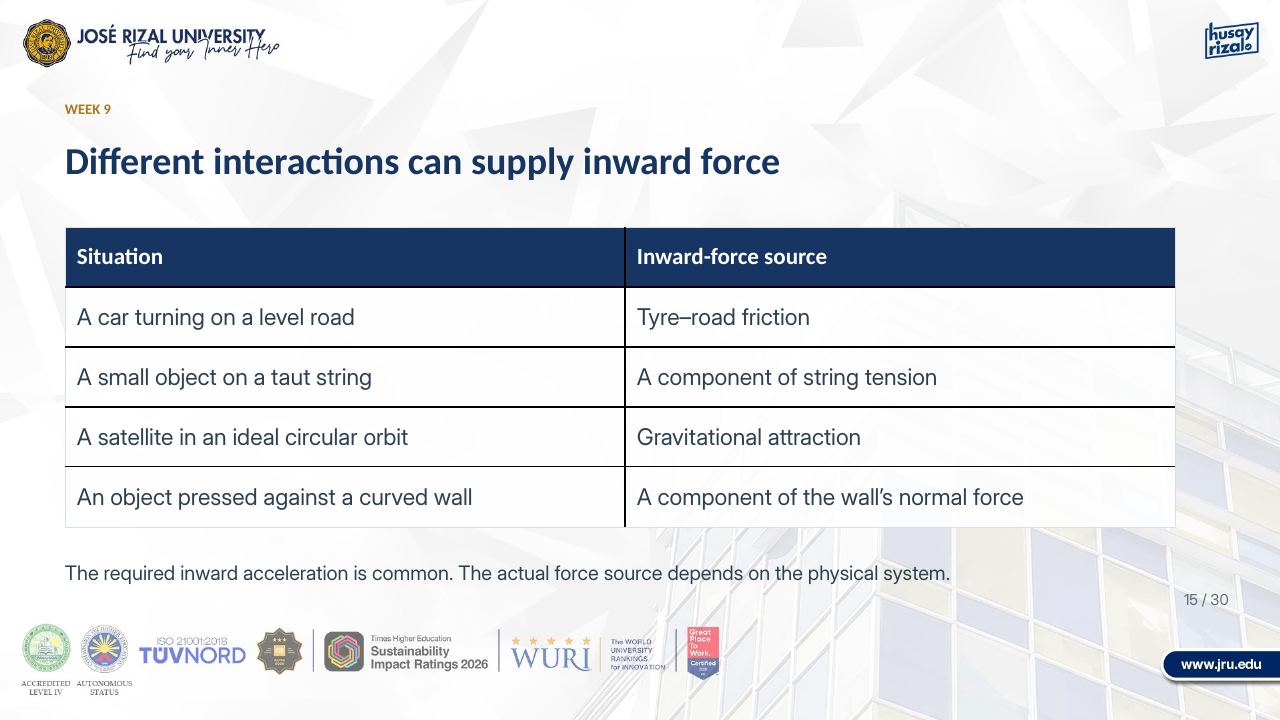 JOSÉ RIZAL UNIVERSITY
Find your Inner Hero
husay
rizal
WEEK 9
Different interactions can supply inward force
Situation
Inward-force source
A car turning on a level road
Tyre–road friction
A small object on a taut string
A component of string tension
A satellite in an ideal circular orbit
Gravitational attraction
An object pressed against a curved wall
A component of the wall’s normal force
The required inward acceleration is common. The actual force source depends on the physical system.
15 / 30
ACCREDITED
LEVEL IV
AUTONOMOUS
STATUS
ISO 21001:2018
TÜVNORD
Times Higher Education
Sustainability
Impact Ratings 2026
WURI
The WORLD
UNIVERSITY
RANKINGS
for INNOVATION
Great
Place
To
Work.
Certified
www.jru.edu